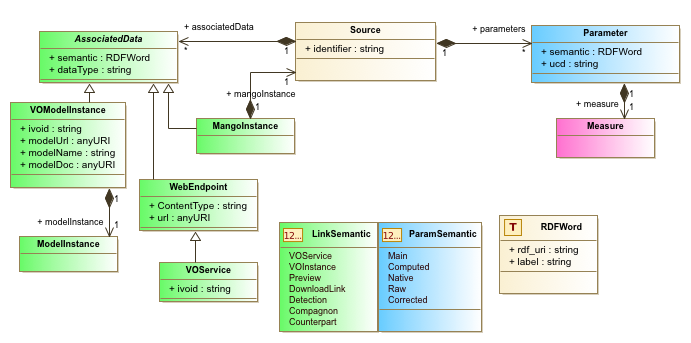 AssociatedData
+ semantic : RDFWord
+ dataType : string
+ associatedData
*
1
Source
+ identifier : string
+ parameters
1
*
Parameter
+ semantic : RDFWord
+ ucd : string
1
+ measure
1
Measure
1
+ mangoInstance
1
MangoInstance
VOModelInstance
+ ivoid : string
+ modelUrl : anyURI
+ modelName : string
+ modelDoc : anyURI
1
+ modelInstance
1
ModelInstance
WebEndpoint
+ ContentType : string
+ url : anyURI
VOService
+ ivoid : string
12... LinkSemantic
VOService
VOInstance
Preview
DownloadLink
Detection
Compagnon
Counterpart
12... ParamSemantic
Main
Computed
Native
Raw
Corrected
T RDFWord
+ rdf_uri : string
+ label : string